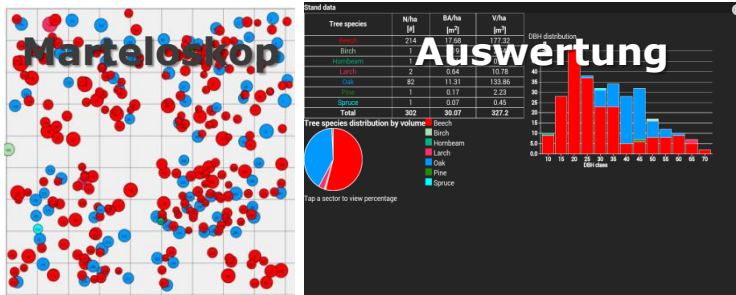 Marteloskop
Auswertung
Stand data
Tree species N/ha [#] BA/ha [m²] V/ha [m³]
Beech 214 17.68 177.32
Birch 1
Hornbeam 1
Larch 2 0.64 10.78
Oak 82 11.31 133.86
Pine 1 0.17 2.23
Spruce 1 0.07 0.45
Total 302 30.07 327.2
Tree species distribution by volume
Beech
Birch
Hornbeam
Larch
Oak
Pine
Spruce
Tap a sector to view percentage
DBH distribution
40
35
30
25
20
15
10
5.0
0.0
10 15 20 25 30 35 40 45 50 55 60 65 70
DBH class